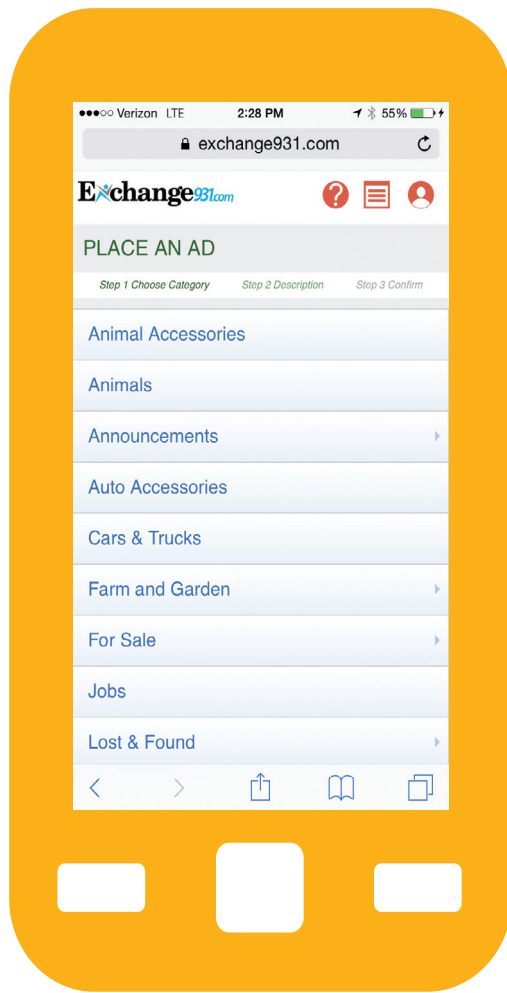 Verizon LTE 2:28 PM 55%
exchange931.com
Exchange931.com
PLACE AN AD
Step 1 Choose Category Step 2 Description Step 3 Confirm
Animal Accessories
Animals
Announcements
Auto Accessories
Cars & Trucks
Farm and Garden
For Sale
Jobs
Lost & Found